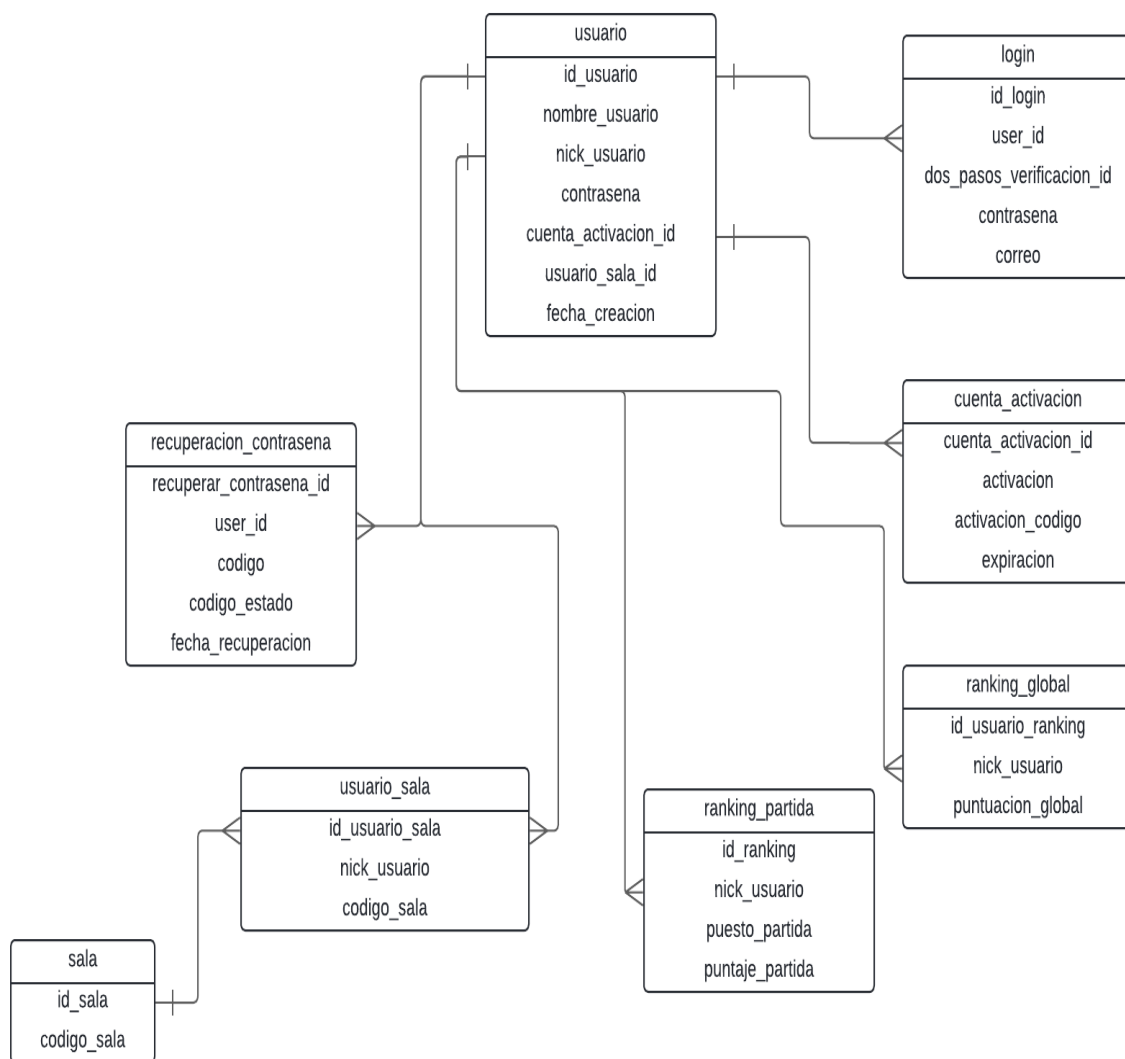 usuario
id_usuario
nombre_usuario
nick_usuario
contrasena
cuenta_activacion_id
usuario_sala_id
fecha_creacion
login
id_login
user_id
dos_pasos_verificacion_id
contrasena
correo
cuenta_activacion
cuenta_activacion_id
activacion
activacion_codigo
expiracion
recuperacion_contrasena
recuperar_contrasena_id
user_id
codigo
codigo_estado
fecha_recuperacion
ranking_global
id_usuario_ranking
nick_usuario
puntuacion_global
usuario_sala
id_usuario_sala
nick_usuario
codigo_sala
ranking_partida
id_ranking
nick_usuario
puesto_partida
puntaje_partida
sala
id_sala
codigo_sala